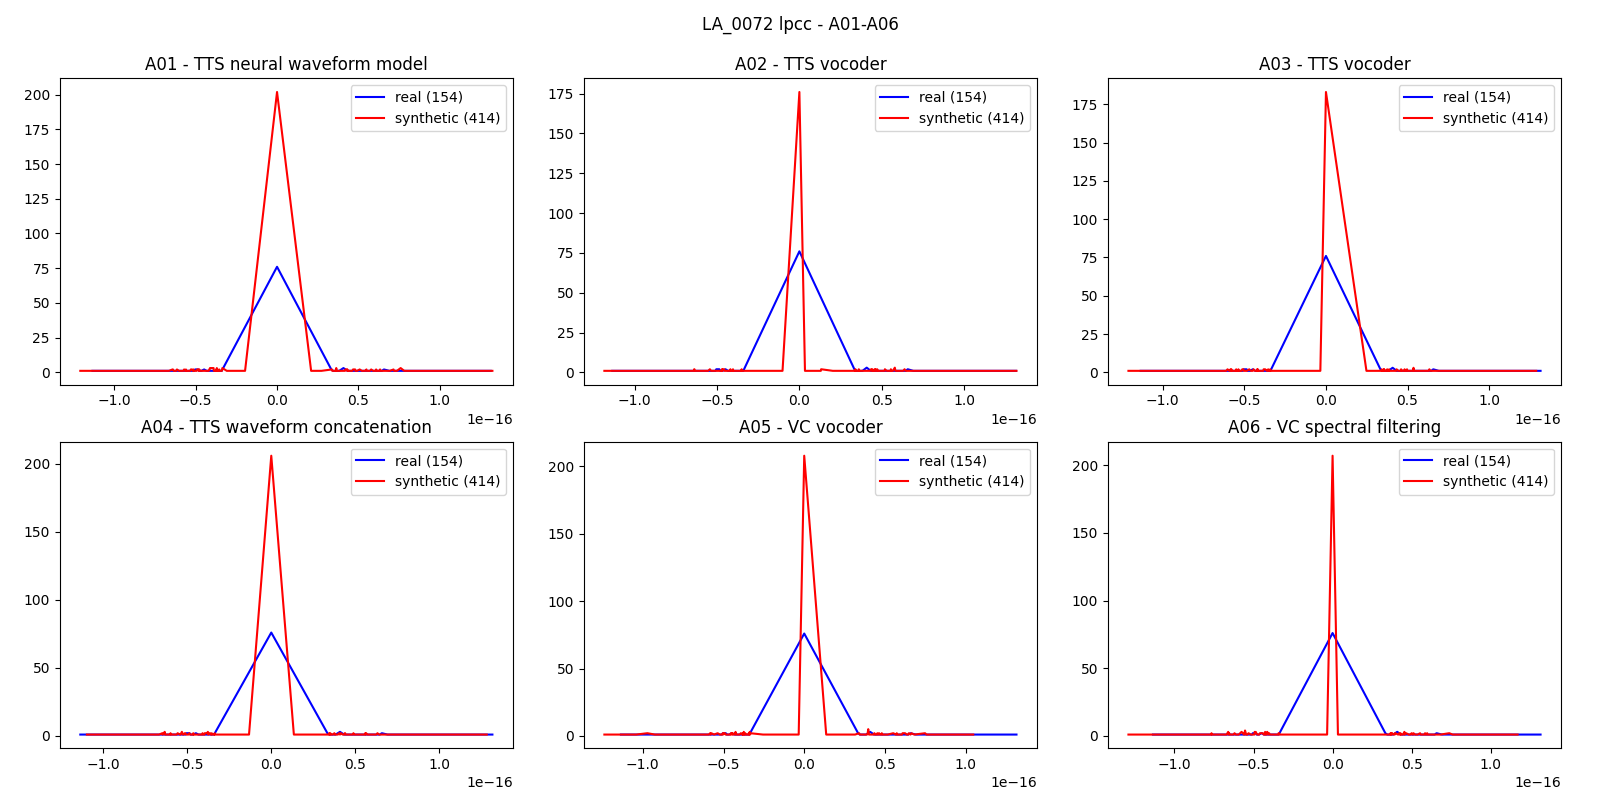 LA_0072 lpcc - A01-A06
A01 - TTS neural waveform model
200
175
150
125
100
75
50
25
0
real (154)
synthetic (414)
−1.0 −0.5 0.0 0.5 1.0
1e−16
A02 - TTS vocoder
175
150
125
100
75
50
25
0
real (154)
synthetic (414)
−1.0 −0.5 0.0 0.5 1.0
1e−16
A03 - TTS vocoder
175
150
125
100
75
50
25
0
real (154)
synthetic (414)
−1.0 −0.5 0.0 0.5 1.0
1e−16
A04 - TTS waveform concatenation
200
150
100
50
0
real (154)
synthetic (414)
−1.0 −0.5 0.0 0.5 1.0
1e−16
A05 - VC vocoder
200
150
100
50
0
real (154)
synthetic (414)
−1.0 −0.5 0.0 0.5 1.0
1e−16
A06 - VC spectral filtering
200
150
100
50
0
real (154)
synthetic (414)
−1.0 −0.5 0.0 0.5 1.0
1e−16